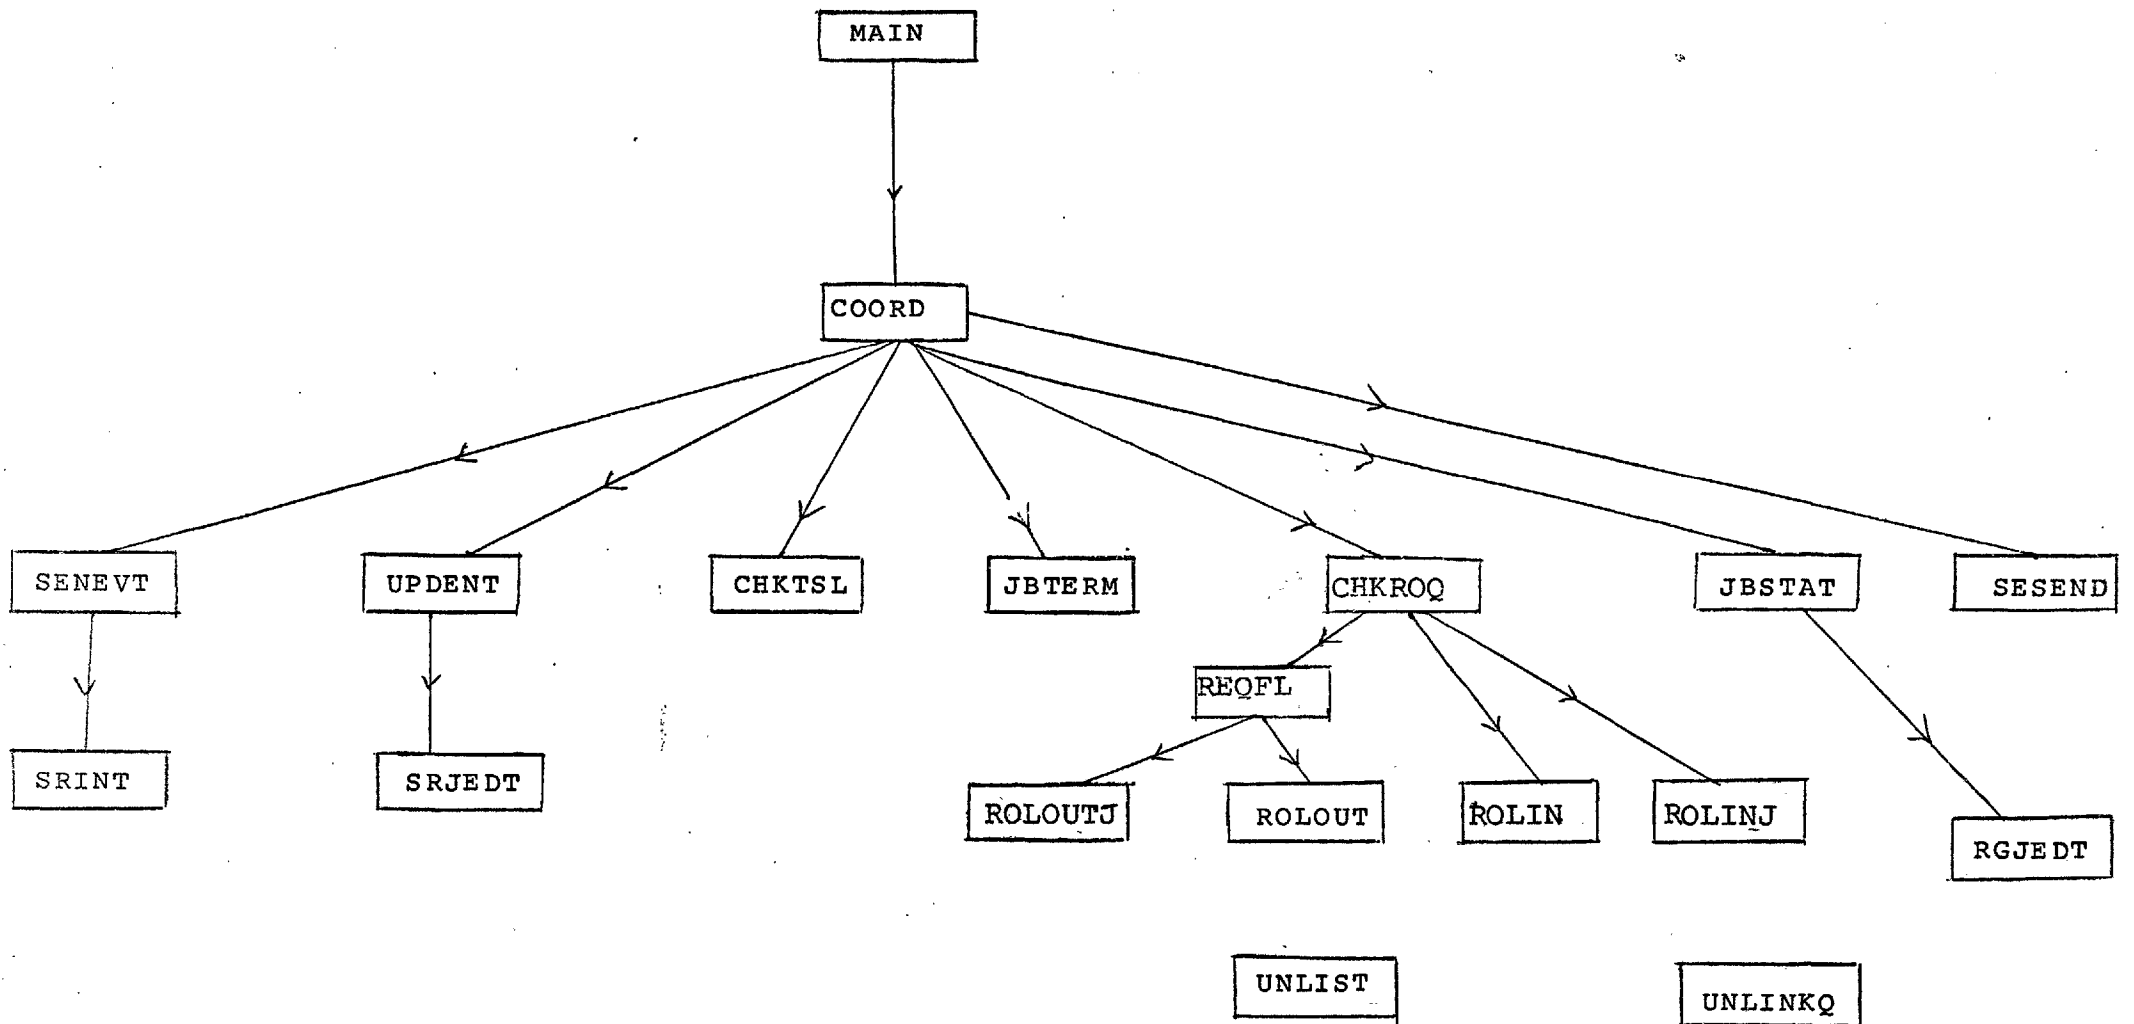 MAIN
COORD
SENEVT
UPDENT
CHKTSL
JBTERM
CHKROQ
JBSTAT
SESEND
REQFL
SRINT
SRJEDT
ROLOUTJ
ROLOUT
ROLIN
ROLINJ
RGJEDT
UNLIST
UNLINKQ